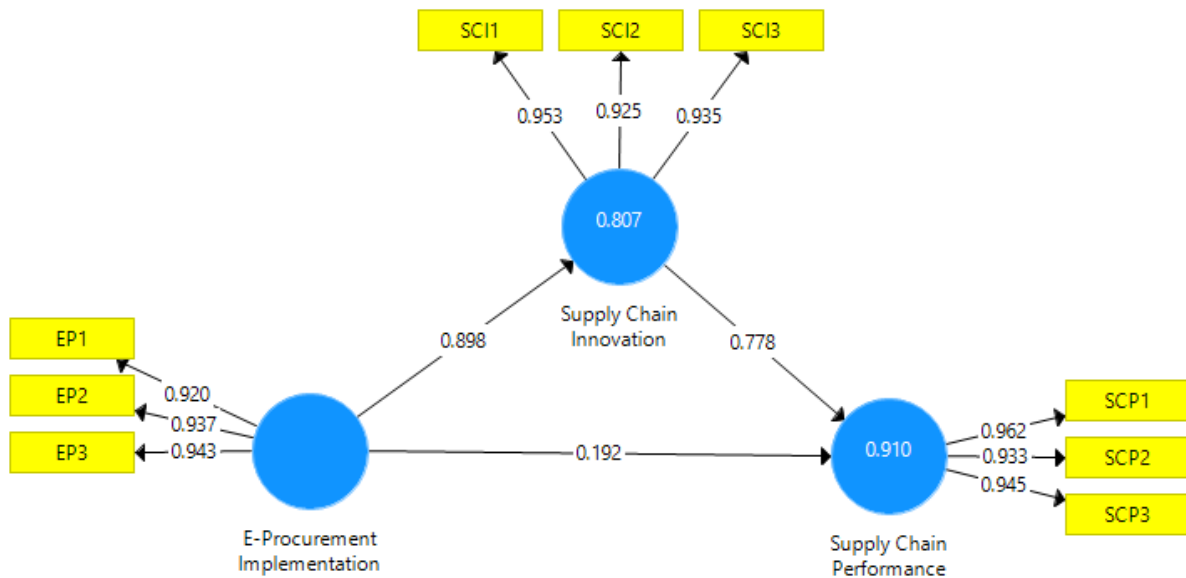 SCI1
SCI2
SCI3
0.953
0.925
0.935
0.807
Supply Chain
Innovation
0.898
0.778
EP1
EP2
EP3
0.920
0.937
0.943
E-Procurement
Implementation
0.192
0.910
Supply Chain
Performance
0.962
0.933
0.945
SCP1
SCP2
SCP3